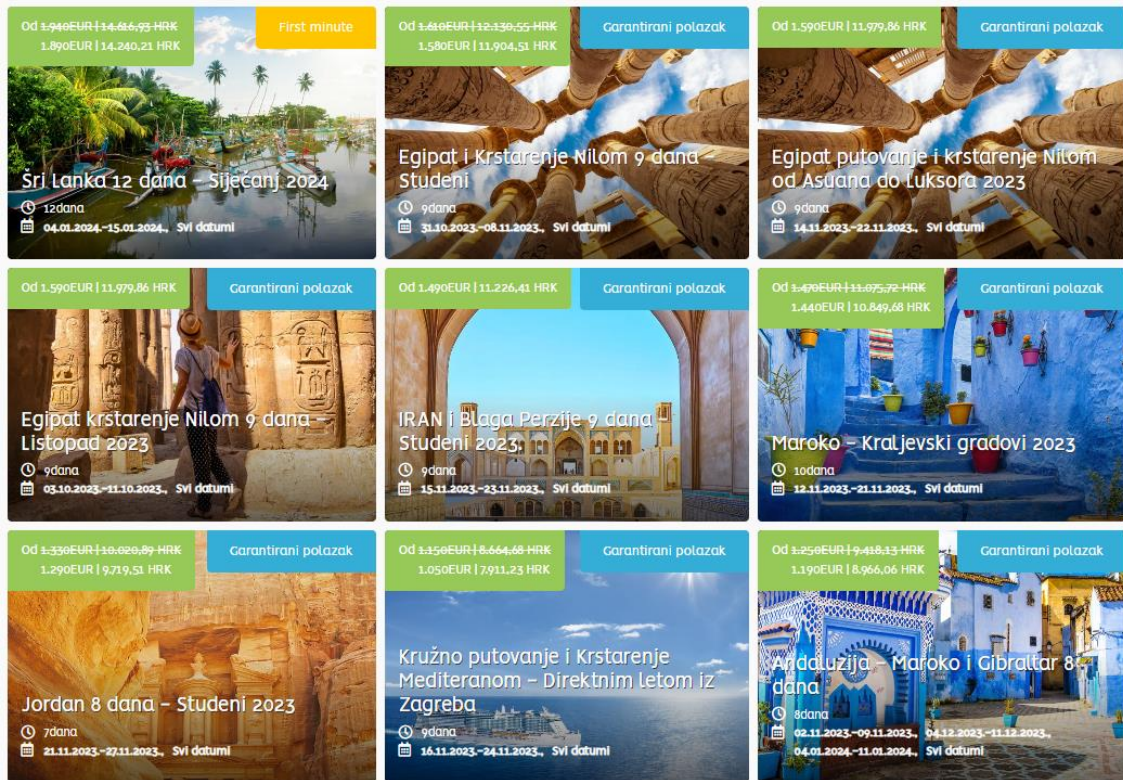 Od 1.940EUR | 14.616,93 HRK
1.890EUR | 14.240,21 HRK
First minute
Šri Lanka 12 dana – Siječanj 2024
12dana
04.01.2024.-15.01.2024., Svi datumi
Od 1.610EUR | 12.130,55 HRK
1.580EUR | 11.904,51 HRK
Garantirani polazak
Egipat i Krstarenje Nilom 9 dana –
Studeni
9dana
31.10.2023.-08.11.2023., Svi datumi
Od 1.590EUR | 11.979,86 HRK
Garantirani polazak
Egipat putovanje i krstarenje Nilom
od Asuana do Luksora 2023
9dana
14.11.2023.-22.11.2023., Svi datumi
Od 1.590EUR | 11.979,86 HRK
Garantirani polazak
Egipat krstarenje Nilom 9 dana –
Listopad 2023
9dana
03.10.2023.-11.10.2023., Svi datumi
Od 1.490EUR | 11.226,41 HRK
Garantirani polazak
IRAN i Blaga Perzije 9 dana –
Studeni 2023.
9dana
15.11.2023.-23.11.2023., Svi datumi
Od 1.470EUR | 11.075,72 HRK
1.440EUR | 10.849,68 HRK
Garantirani polazak
Maroko – Kraljevski gradovi 2023
10dana
12.11.2023.-21.11.2023., Svi datumi
Od 1.330EUR | 10.020,89 HRK
1.290EUR | 9.719,51 HRK
Garantirani polazak
Jordan 8 dana – Studeni 2023
7dana
21.11.2023.-27.11.2023., Svi datumi
Od 1.150EUR | 8.664,68 HRK
1.050EUR | 7.911,23 HRK
Garantirani polazak
Kružno putovanje i Krstarenje
Mediteranom – Direktnim letom iz
Zagreba
9dana
16.11.2023.-24.11.2023., Svi datumi
Od 1.250EUR | 9.418,13 HRK
1.190EUR | 8.966,06 HRK
Garantirani polazak
Andaluzija – Maroko i Gibraltar 8
dana
8dana
02.11.2023.-09.11.2023., 04.12.2023.-11.12.2023.,
04.01.2024.-11.01.2024., Svi datumi